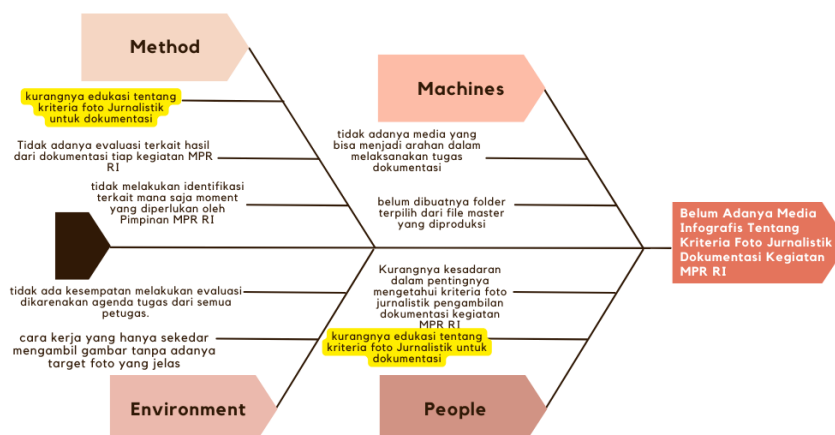 Method
kurangnya edukasi tentang
kriteria foto Jurnalistik
untuk dokumentasi
Tidak adanya evaluasi terkait hasil
dari dokumentasi tiap kegiatan MPR
RI
tidak melakukan identifikasi
terkait mana saja moment
yang diperlukan oleh
Pimpinan MPR RI
Machines
tidak adanya media yang
bisa menjadi arahan dalam
melaksanakan tugas
dokumentasi
belum dibuatnya folder
terpilih dari file master
yang diproduksi
Belum Adanya Media
Infografis Tentang
Kriteria Foto Jurnalistik
Dokumentasi Kegiatan
MPR RI
tidak ada kesempatan melakukan evaluasi
dikarenakan agenda tugas dari semua
petugas.
cara kerja yang hanya sekedar
mengambil gambar tanpa adanya
target foto yang jelas
Environment
Kurangnya kesadaran
dalam pentingnya
mengetahui kriteria foto
jurnalistik pengambilan
dokumentasi kegiatan
MPR RI
kurangnya edukasi tentang
kriteria foto Jurnalistik untuk
dokumentasi
People